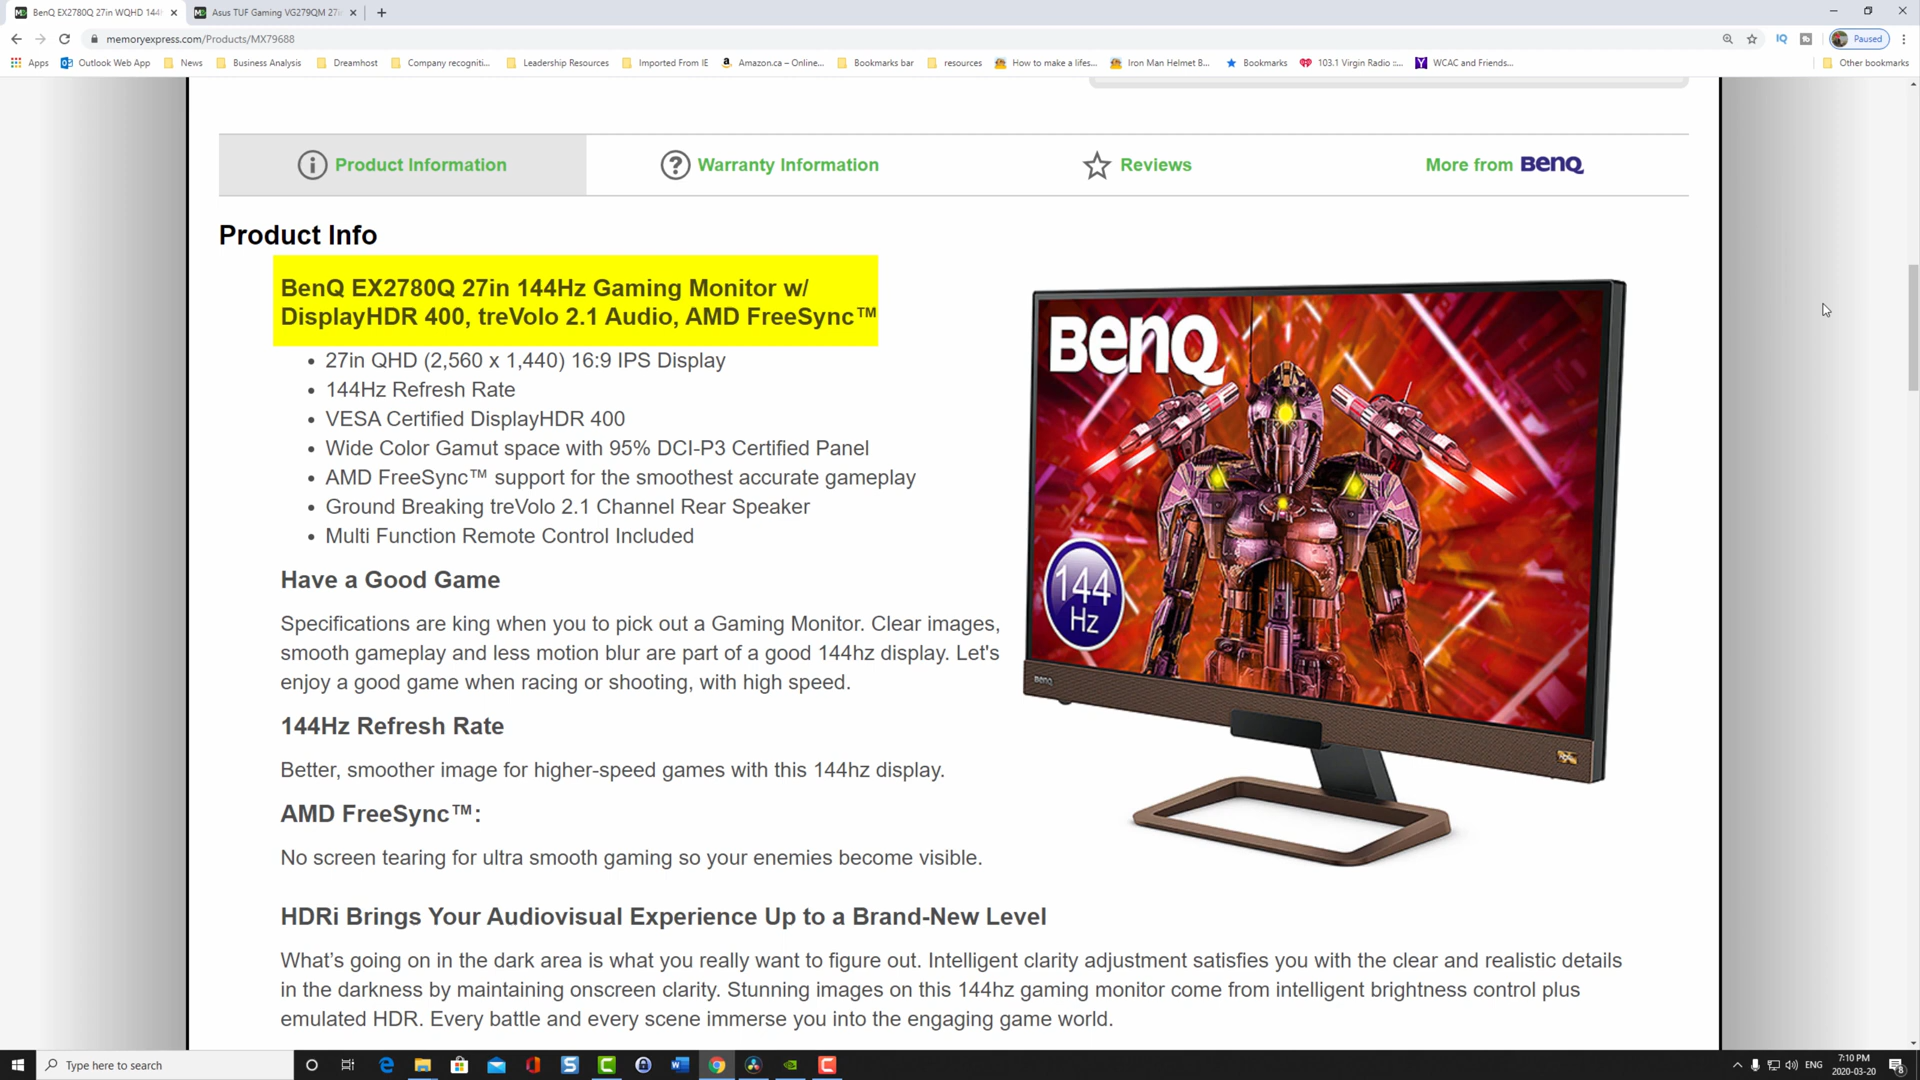 BenQ EX2780Q 27in WQHD 144H
Asus TUF Gaming VG279QM 27i
memoryexpress.com/Products/MX79688
Paused
Apps
Outlook Web App
News
Business Analysis
Dreamhost
Company recogniti...
Leadership Resources
Imported From IE
Amazon.ca – Online...
Bookmarks bar
resources
How to make a lifes...
Iron Man Helmet B...
Bookmarks
103.1 Virgin Radio ::...
WCAC and Friends...
Other bookmarks
Product Information
Warranty Information
Reviews
More from BenQ
Product Info
BenQ EX2780Q 27in 144Hz Gaming Monitor w/
DisplayHDR 400, treVolo 2.1 Audio, AMD FreeSync™
• 27in QHD (2,560 x 1,440) 16:9 IPS Display
• 144Hz Refresh Rate
• VESA Certified DisplayHDR 400
• Wide Color Gamut space with 95% DCI-P3 Certified Panel
• AMD FreeSync™ support for the smoothest accurate gameplay
• Ground Breaking treVolo 2.1 Channel Rear Speaker
• Multi Function Remote Control Included
BenQ
144
Hz
BenQ
Have a Good Game
Specifications are king when you to pick out a Gaming Monitor. Clear images,
smooth gameplay and less motion blur are part of a good 144hz display. Let's
enjoy a good game when racing or shooting, with high speed.
144Hz Refresh Rate
Better, smoother image for higher-speed games with this 144hz display.
AMD FreeSync™:
No screen tearing for ultra smooth gaming so your enemies become visible.
HDRi Brings Your Audiovisual Experience Up to a Brand-New Level
What’s going on in the dark area is what you really want to figure out. Intelligent clarity adjustment satisfies you with the clear and realistic details
in the darkness by maintaining onscreen clarity. Stunning images on this 144hz gaming monitor come from intelligent brightness control plus
emulated HDR. Every battle and every scene immerse you into the engaging game world.
Type here to search
ENG
7:10 PM
2020-03-20